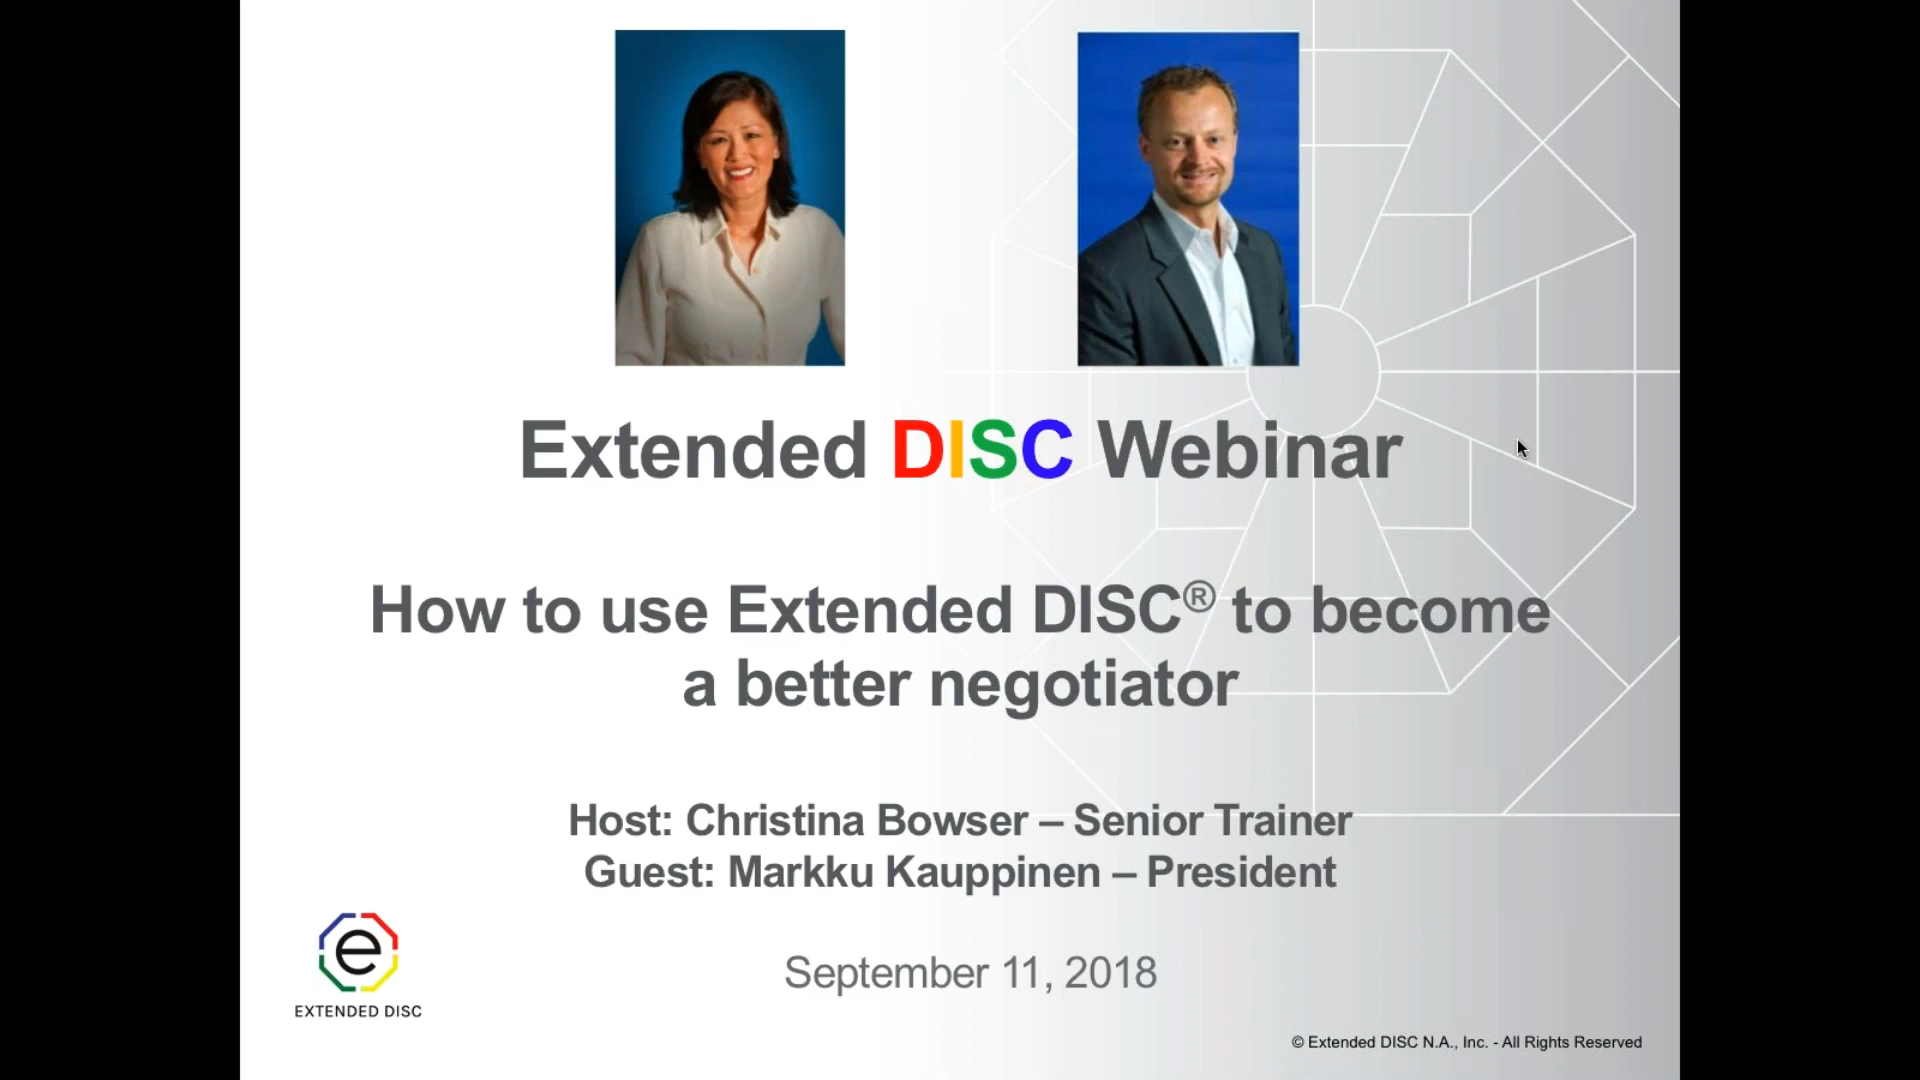 Extended DISC Webinar
How to use Extended DISC® to become
a better negotiator
Host: Christina Bowser – Senior Trainer
Guest: Markku Kauppinen – President
September 11, 2018
e
EXTENDED DISC
© Extended DISC N.A., Inc. - All Rights Reserved